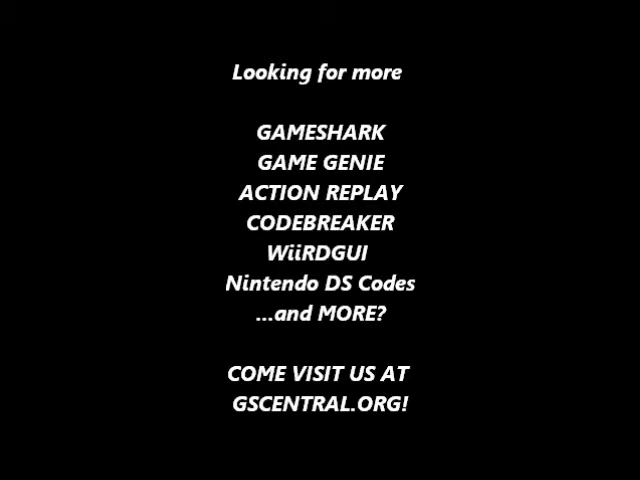 Looking for more
GAMESHARK
GAME GENIE
ACTION REPLAY
CODEBREAKER
WiiRDGUI
Nintendo DS Codes
...and MORE?
COME VISIT US AT
GSCENTRAL.ORG!